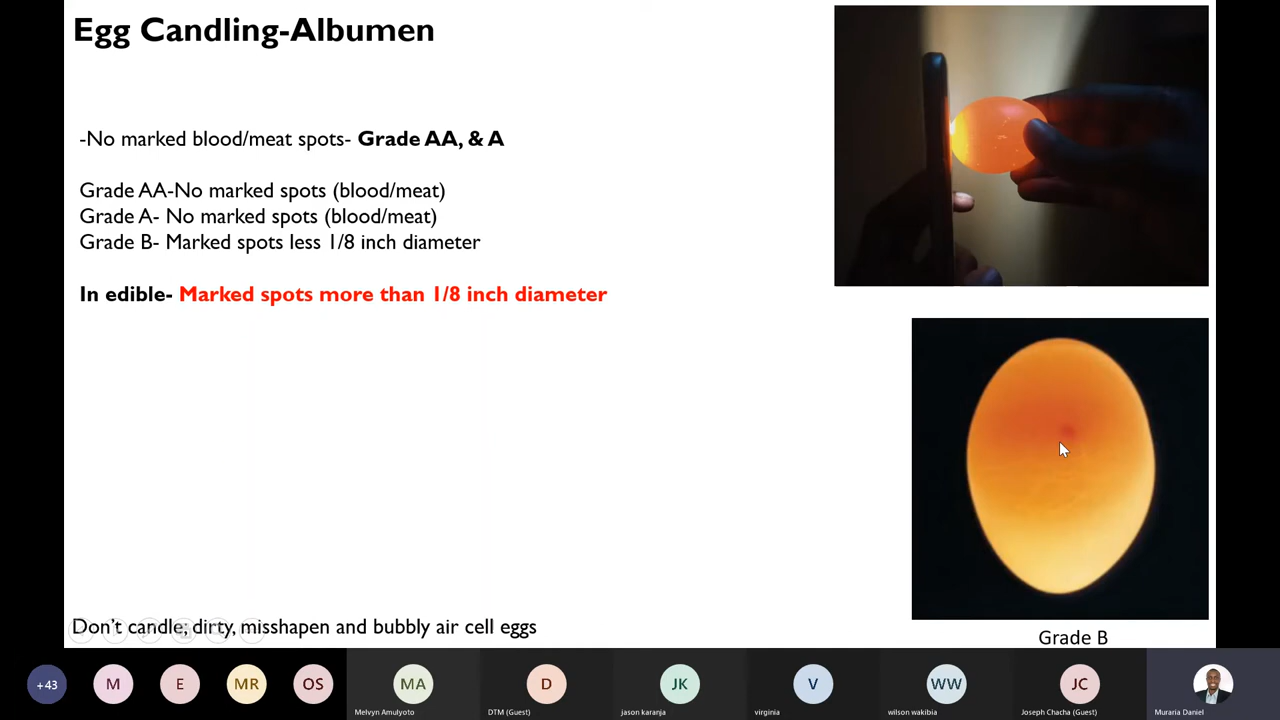 Egg Candling-Albumen
-No marked blood/meat spots- Grade AA, & A
Grade AA-No marked spots (blood/meat)
Grade A- No marked spots (blood/meat)
Grade B- Marked spots less 1/8 inch diameter
In edible- Marked spots more than 1/8 inch diameter
Don't candle; dirty, misshapen and bubbly air cell eggs
Grade B
+43
M
E
MR
OS
MA
D
JK
V
WW
JC
Melvyn Amulyoto
DTM (Guest)
jason karanja
virginia
wilson wakibia
Joseph Chacha (Guest)
Muraria Daniel